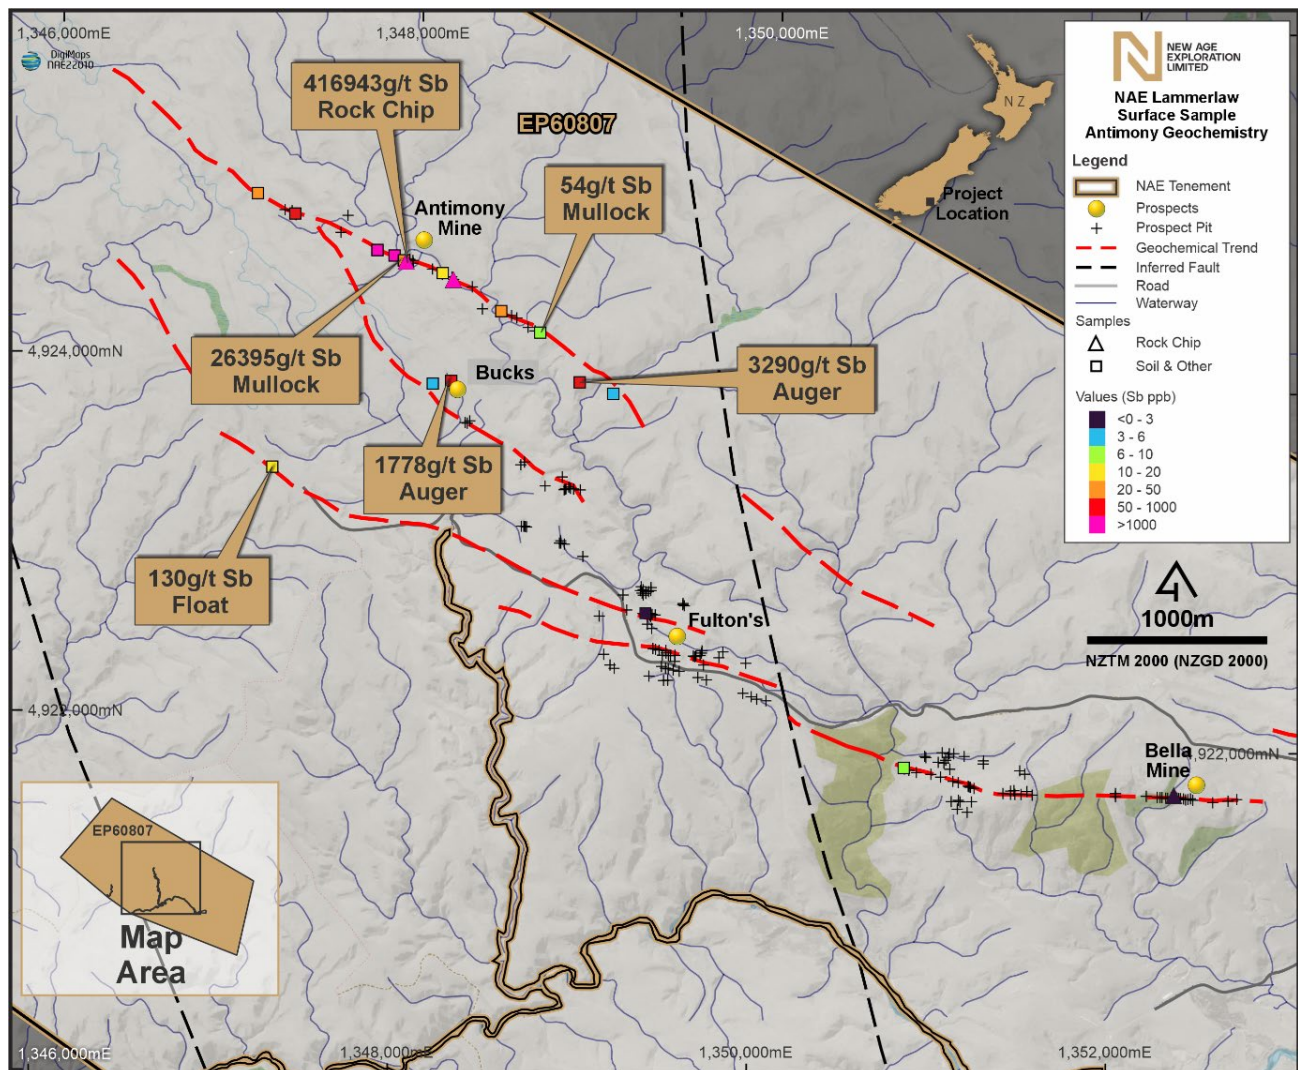 1,346,000mE
1,348,000mE
1,350,000mE
DigiMaps
NAE22010
416943g/t Sb
Rock Chip
EP60807
54g/t Sb
Mullock
Antimony
Mine
N Z
Project
Location
NEW AGE
EXPLORATION
LIMITED
NAE Lammerlaw
Surface Sample
Antimony Geochemistry
Legend
NAE Tenement
Prospects
Prospect Pit
Geochemical Trend
Inferred Fault
Road
Waterway
Samples
Rock Chip
Soil & Other
Values (Sb ppb)
<0 - 3
3 - 6
6 - 10
10 - 20
20 - 50
50 - 1000
>1000
4,924,000mN
26395g/t Sb
Mullock
Bucks
3290g/t Sb
Auger
1778g/t Sb
Auger
130g/t Sb
Float
1000m
NZTM 2000 (NZGD 2000)
Fulton's
4,922,000mN
Bella
Mine
4,922,000mN
EP60807
Map
Area
1,346,000mE
1,348,000mE
1,350,000mE
1,352,000mE